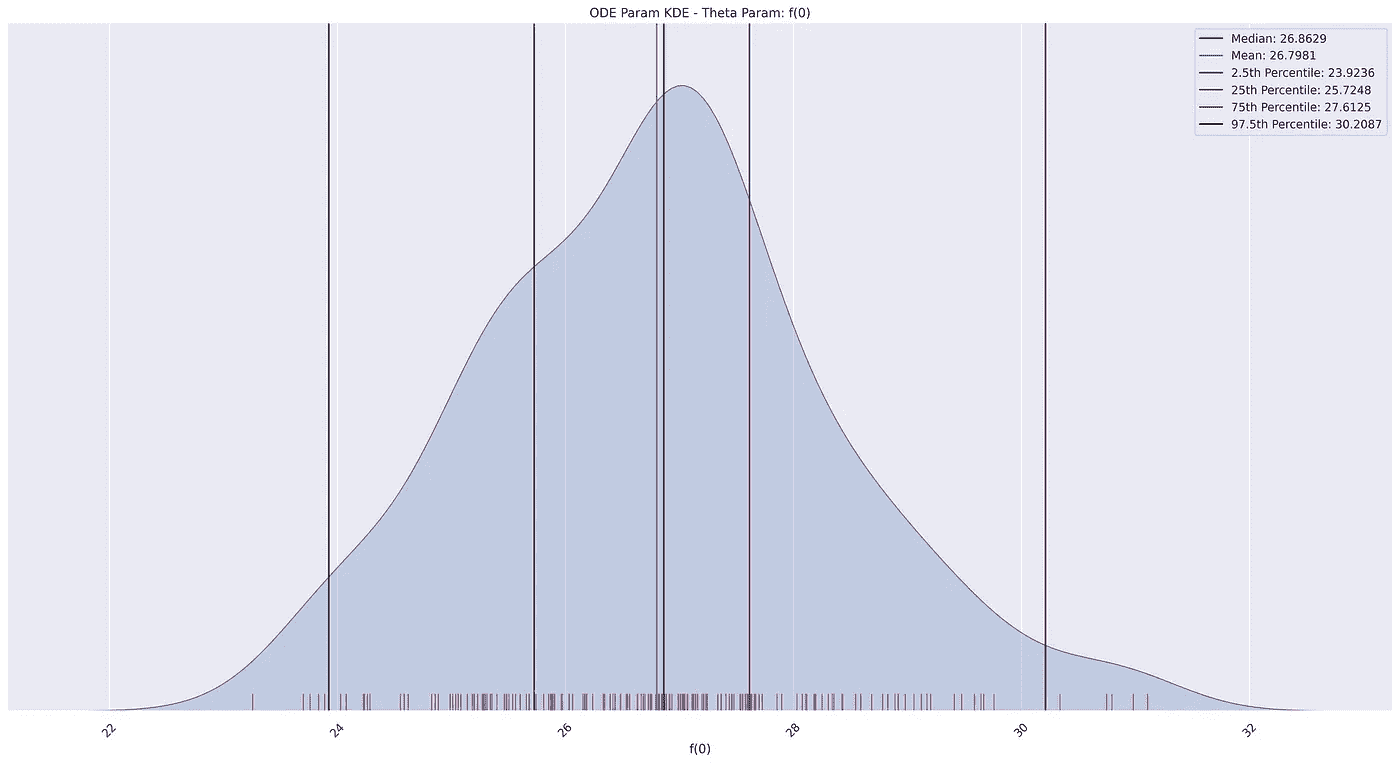 ODE Param KDE - Theta Param: f(0)
Median: 26.8629
Mean: 26.7981
2.5th Percentile: 23.9236
25th Percentile: 25.7248
75th Percentile: 27.6125
97.5th Percentile: 30.2087
22
24
26
28
30
32
f(0)